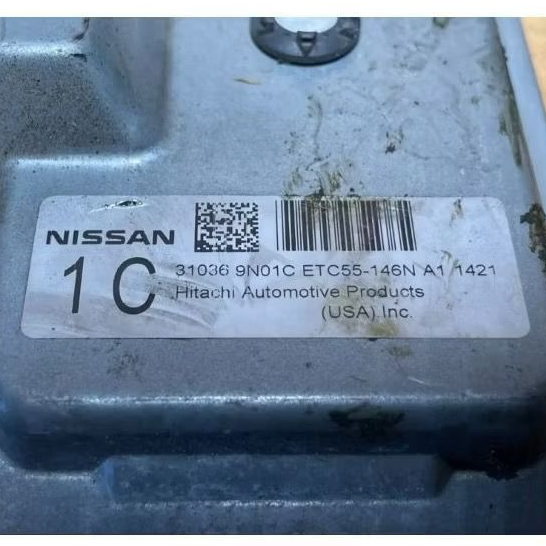 NISSAN
1C
31036 9N01C ETC55-146N A1 1421
Hitachi Automotive Products
(USA) Inc.